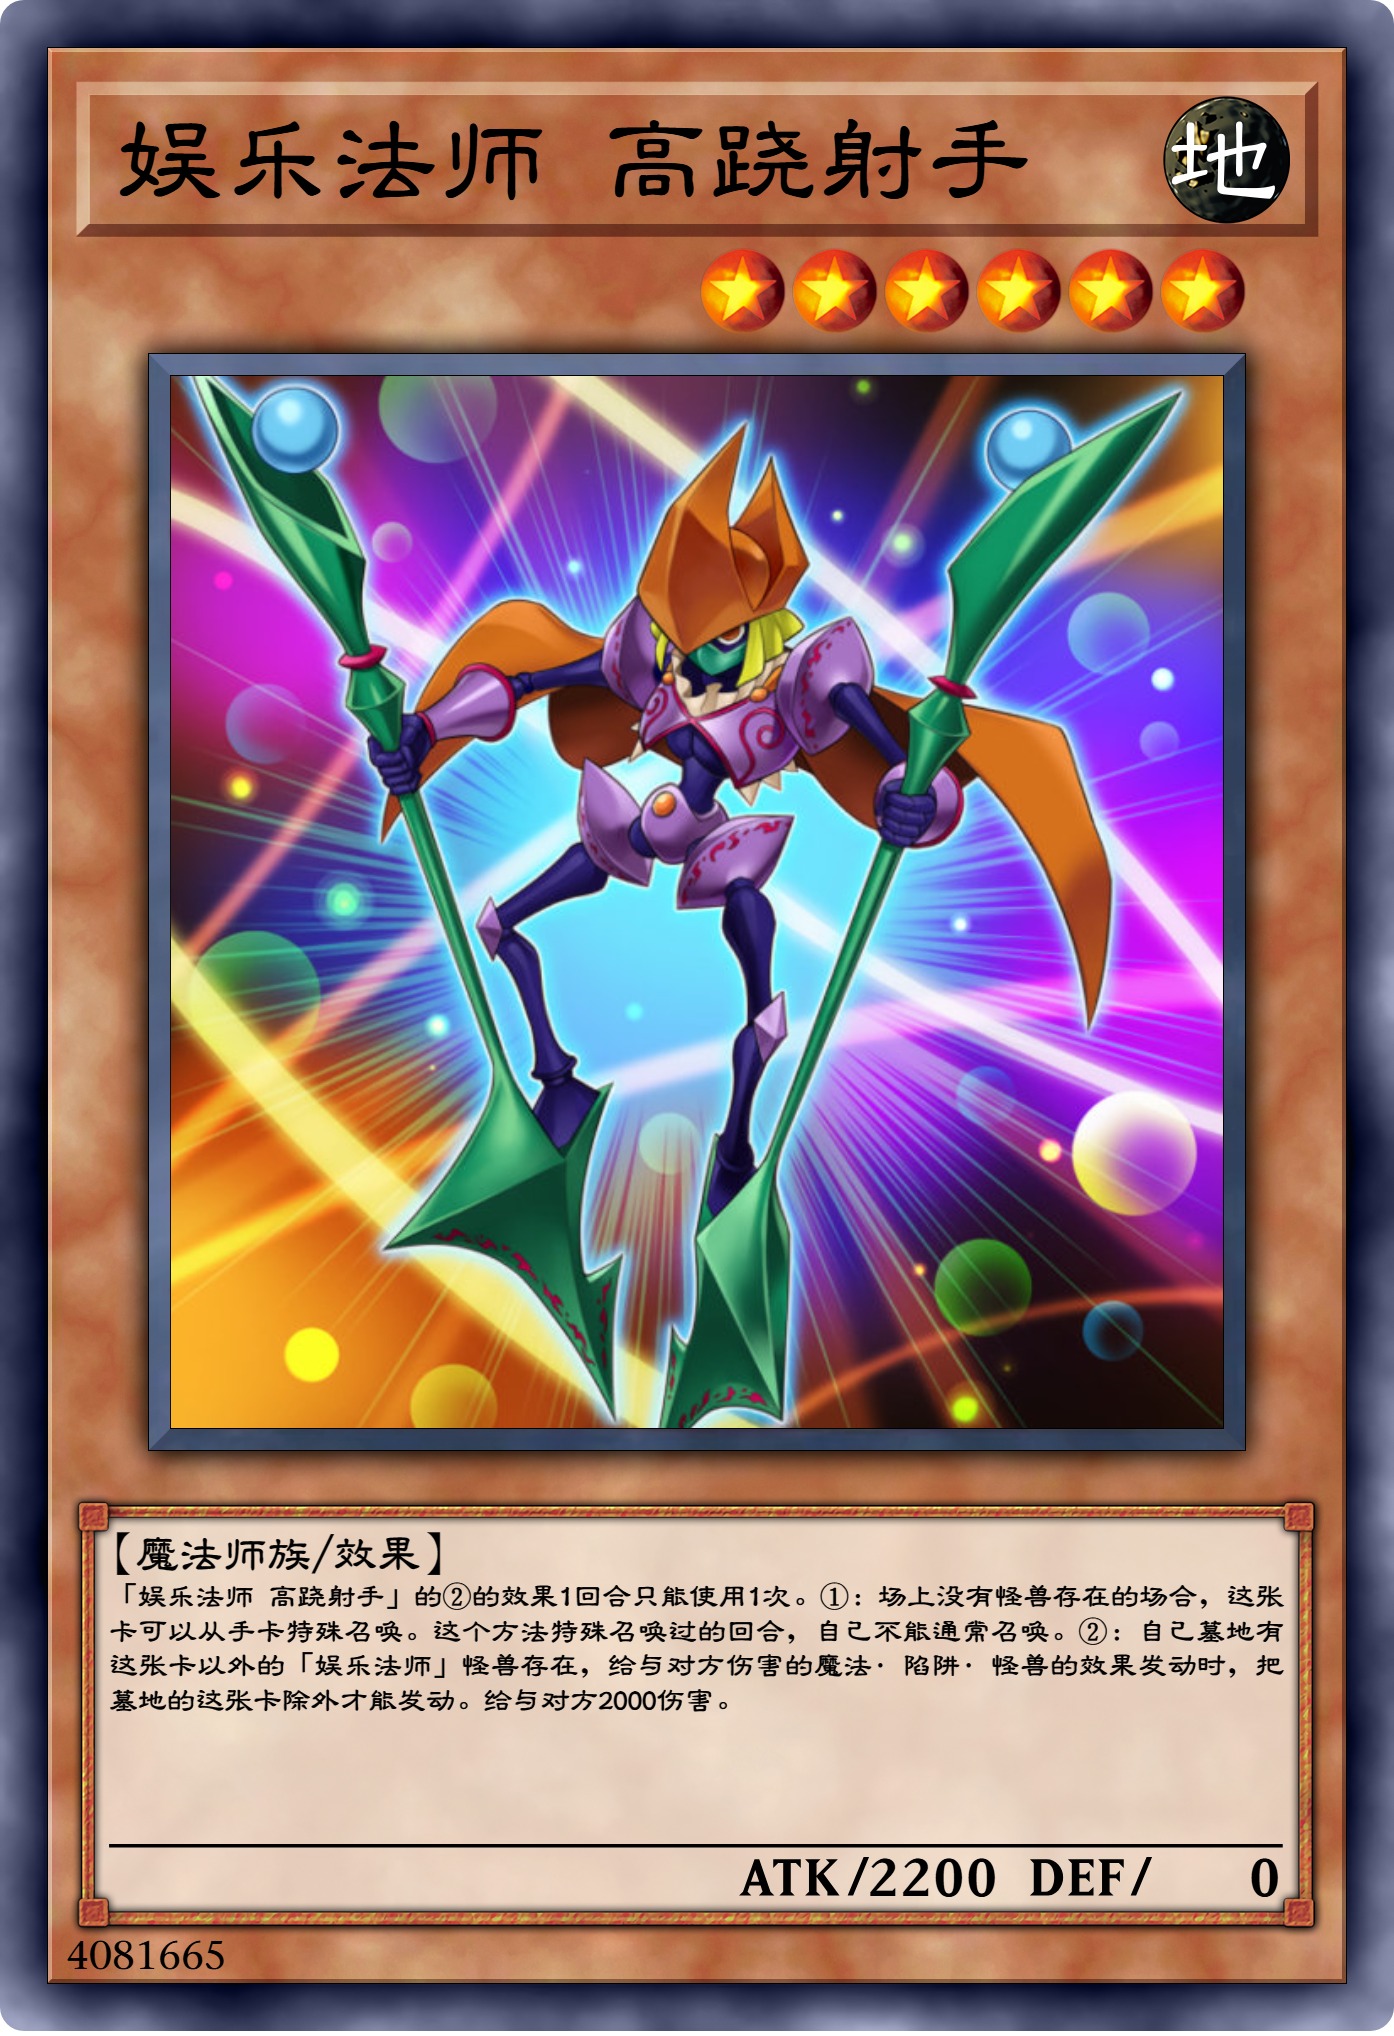 娱乐法师 高跷射手
地
【魔法师族/效果】
「娱乐法师 高跷射手」的②的效果1回合只能使用1次。①：场上没有怪兽存在的场合，这张
卡可以从手卡特殊召唤。这个方法特殊召唤过的回合，自己不能通常召唤。②：自己墓地有
这张卡以外的「娱乐法师」怪兽存在，给与对方伤害的魔法·陷阱·怪兽的效果发动时，把
墓地的这张卡除外才能发动。给与对方2000伤害。
ATK/2200 DEF/ 0
4081665